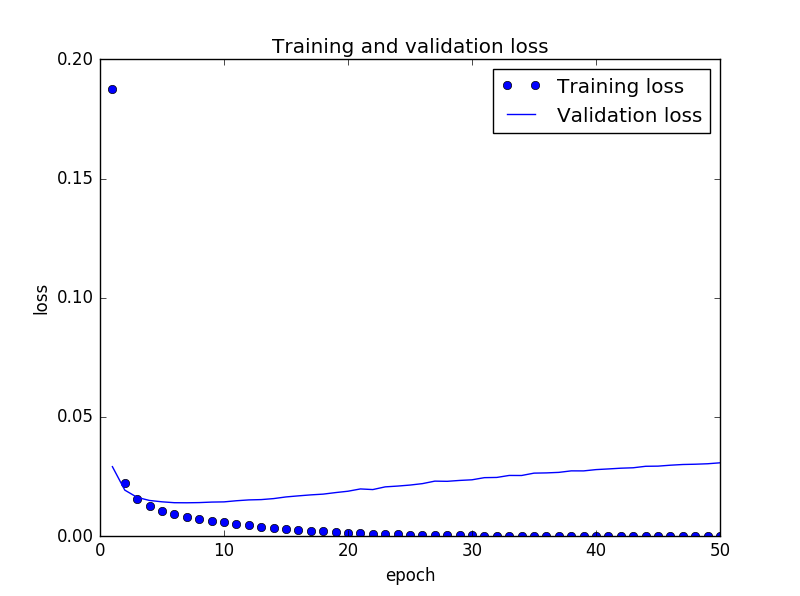 Training and validation loss
Training loss
Validation loss
0.20
0.15
0.10
0.05
0.00
loss
0 10 20 30 40 50
epoch